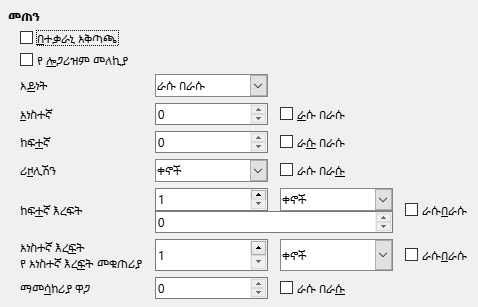 መጠን
በተቃራኒ አቅጣጫ
የ ሎጋሪዝም መለኪያ
አይነት ራሱ በራሱ
አነስተኛ 0 ራሱ በራሱ
ከፍተኛ 0 ራሱ በራሱ
ሪዞሊሽን ቀኖች ራሱ በራሱ
ከፍተኛ እረፍት 1 ቀኖች ራሱበራሱ
0
አነስተኛ እረፍት
የ አነስተኛ እረፍት መቁጠሪያ 1 ቀኖች ራሱበራሱ
ማመሳከሪያ ዋጋ 0 ራሱ በራሱ